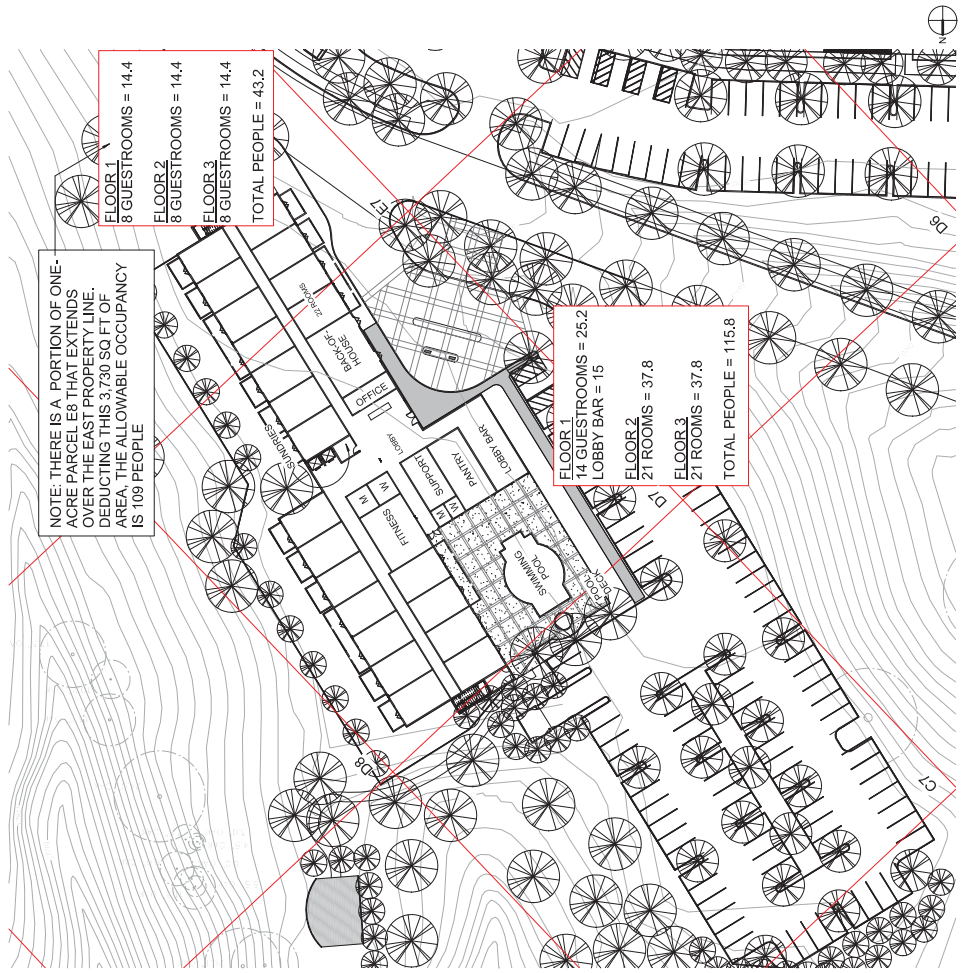 N
FLOOR 1
8 GUESTROOMS = 14.4
FLOOR 2
8 GUESTROOMS = 14.4
FLOOR 3
8 GUESTROOMS = 14.4
TOTAL PEOPLE = 43.2
NOTE: THERE IS A PORTION OF ONE-
ACRE PARCEL E8 THAT EXTENDS
OVER THE EAST PROPERTY LINE.
DEDUCTING THIS 3,730 SQ FT OF
AREA, THE ALLOWABLE OCCUPANCY
IS 109 PEOPLE
E7
D6
22 ROOMS
BACK-OF-
HOUSE
OFFICE
SUNDRIES
LOBBY
LOBBY BAR
PANTRY
SUPPORT
M
W
M
W
FITNESS
SWIMMING
POOL
POOL
DECK
FLOOR 1
14 GUESTROOMS = 25.2
LOBBY BAR = 15
FLOOR 2
21 ROOMS = 37.8
FLOOR 3
21 ROOMS = 37.8
TOTAL PEOPLE = 115.8
D7
D8
C7